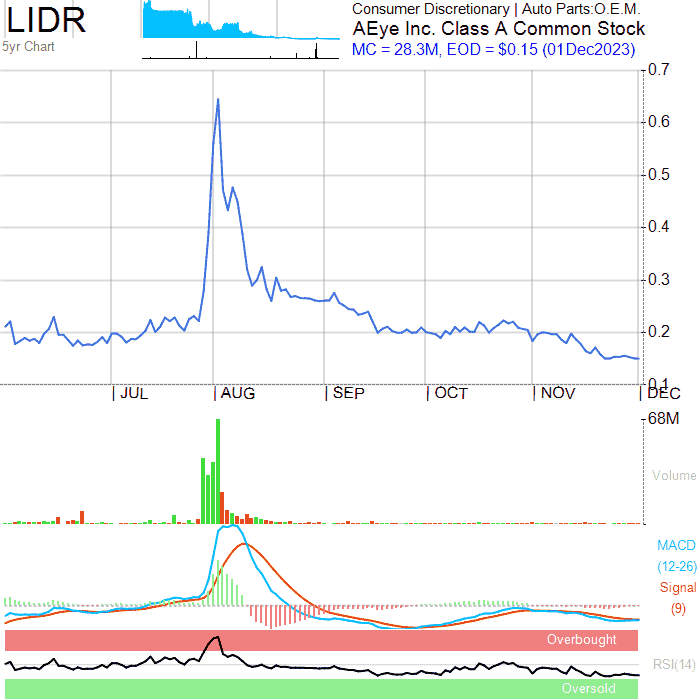 LIDR
5yr Chart
Consumer Discretionary | Auto Parts:O.E.M.
AEye Inc. Class A Common Stock
MC = 28.3M, EOD = $0.15 (01Dec2023)
0.7
0.6
0.5
0.4
0.3
0.2
0.1
JUL
AUG
SEP
OCT
NOV
DEC
68M
Volume
MACD
(12-26)
Signal
(9)
Overbought
RSI(14)
Oversold